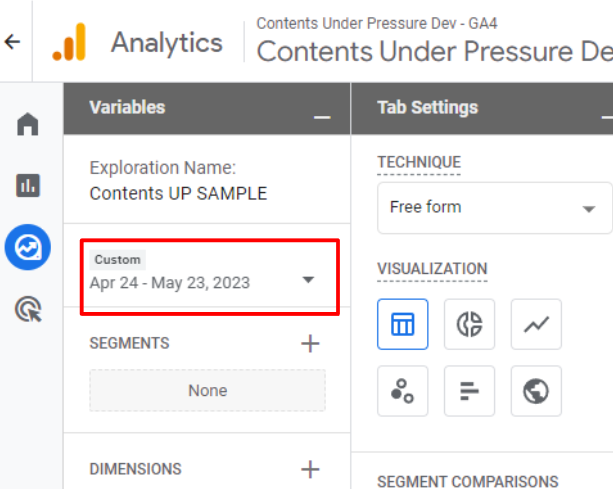 Analytics
Contents Under Pressure Dev - GA4
Contents Under Pressure De
Variables
Exploration Name:
Contents UP SAMPLE
Custom
Apr 24 - May 23, 2023
SEGMENTS
None
DIMENSIONS
Tab Settings
TECHNIQUE
Free form
VISUALIZATION
SEGMENT COMPARISONS